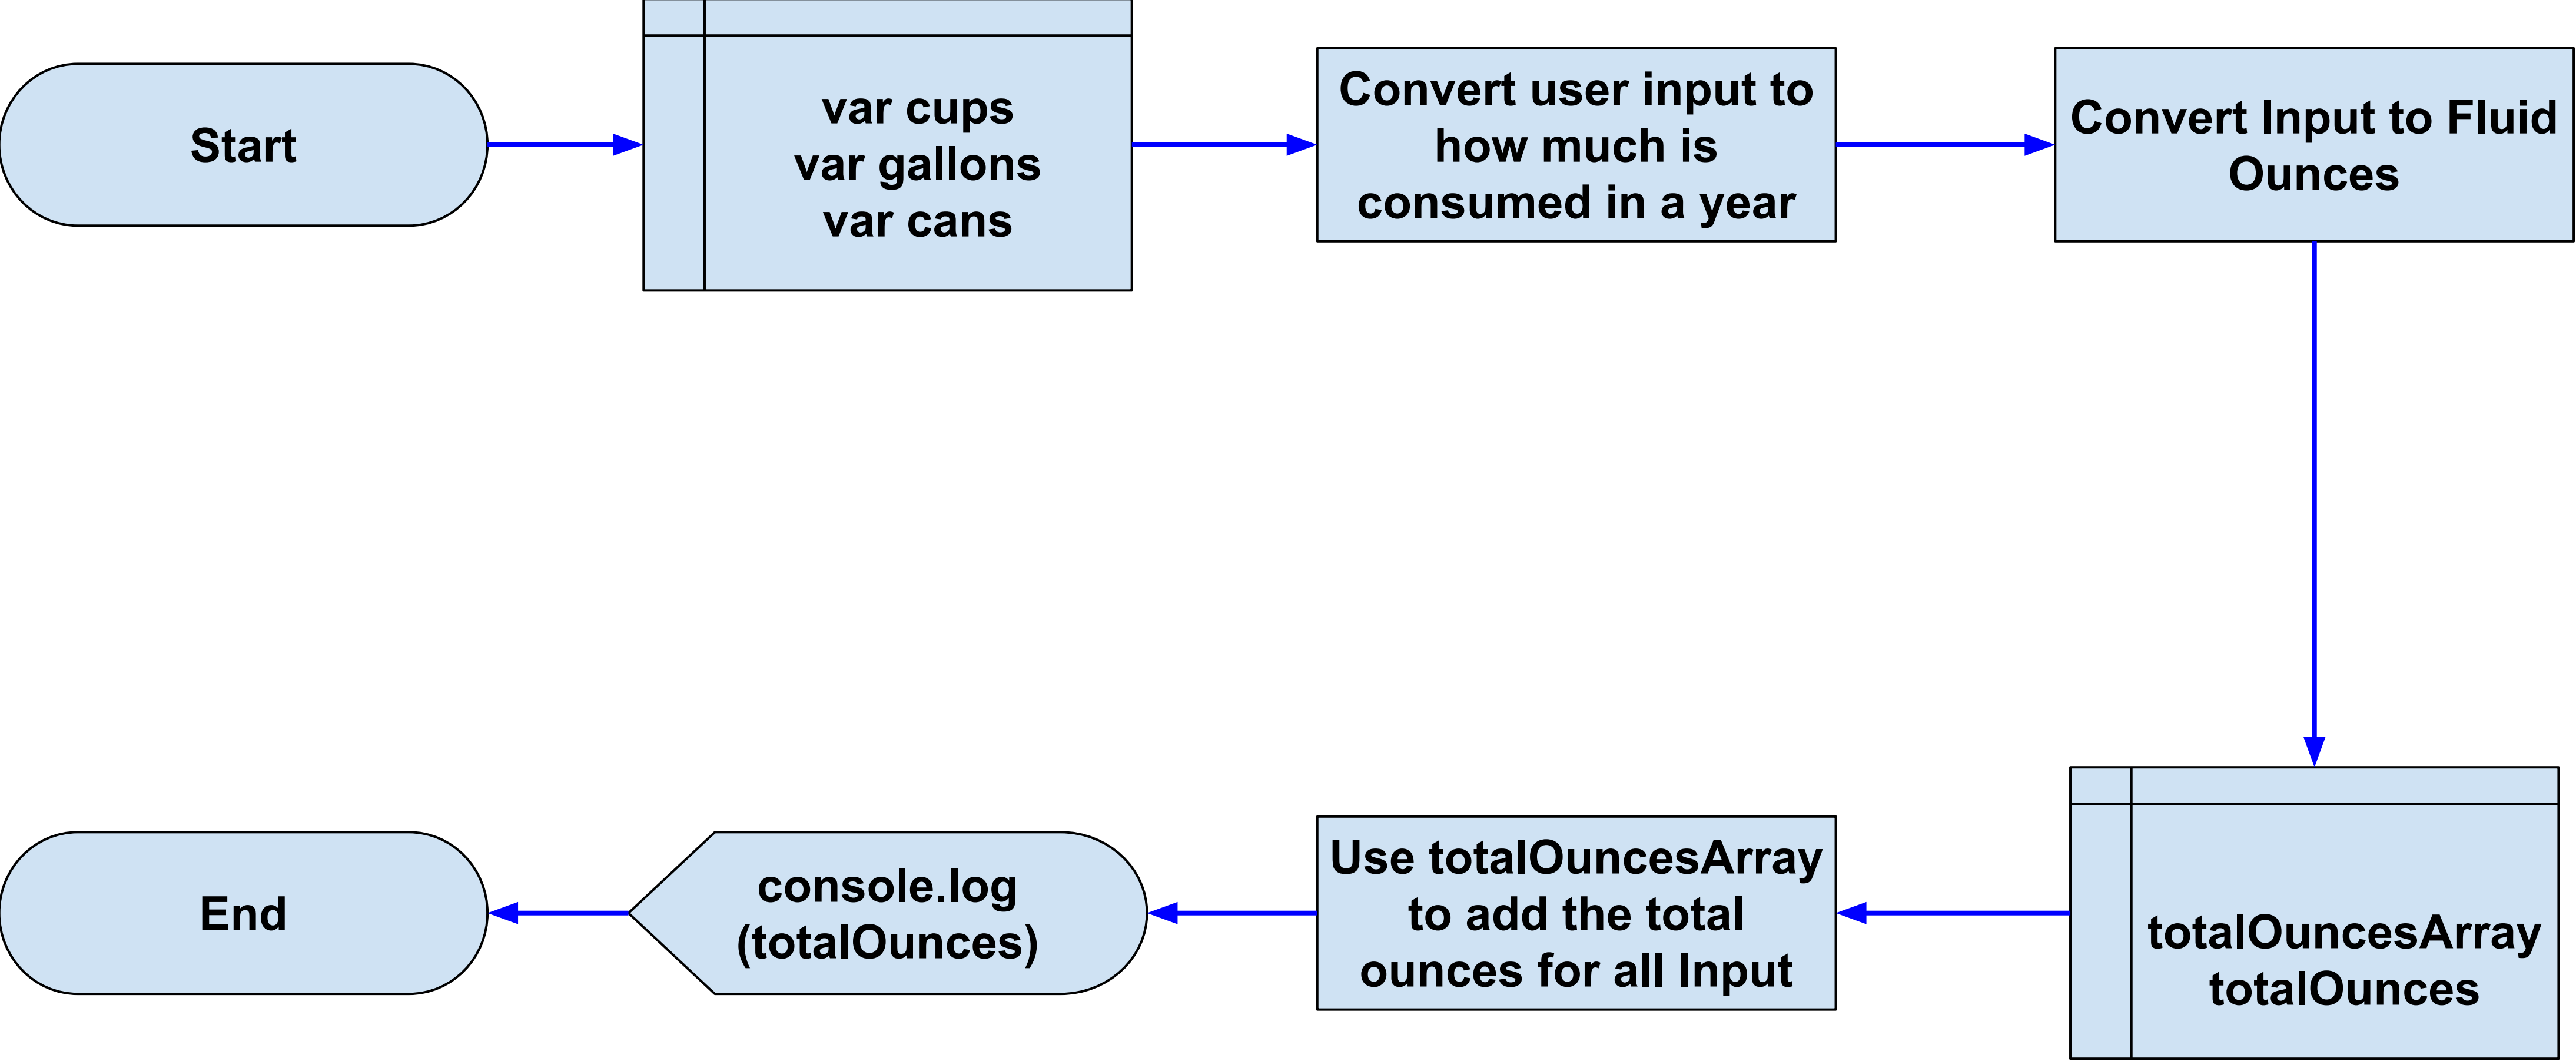 Start
var cups
var gallons
var cans
Convert user input to
how much is
consumed in a year
Convert Input to Fluid
Ounces
totalOuncesArray
totalOunces
Use totalOuncesArray
to add the total
ounces for all Input
console.log
(totalOunces)
End